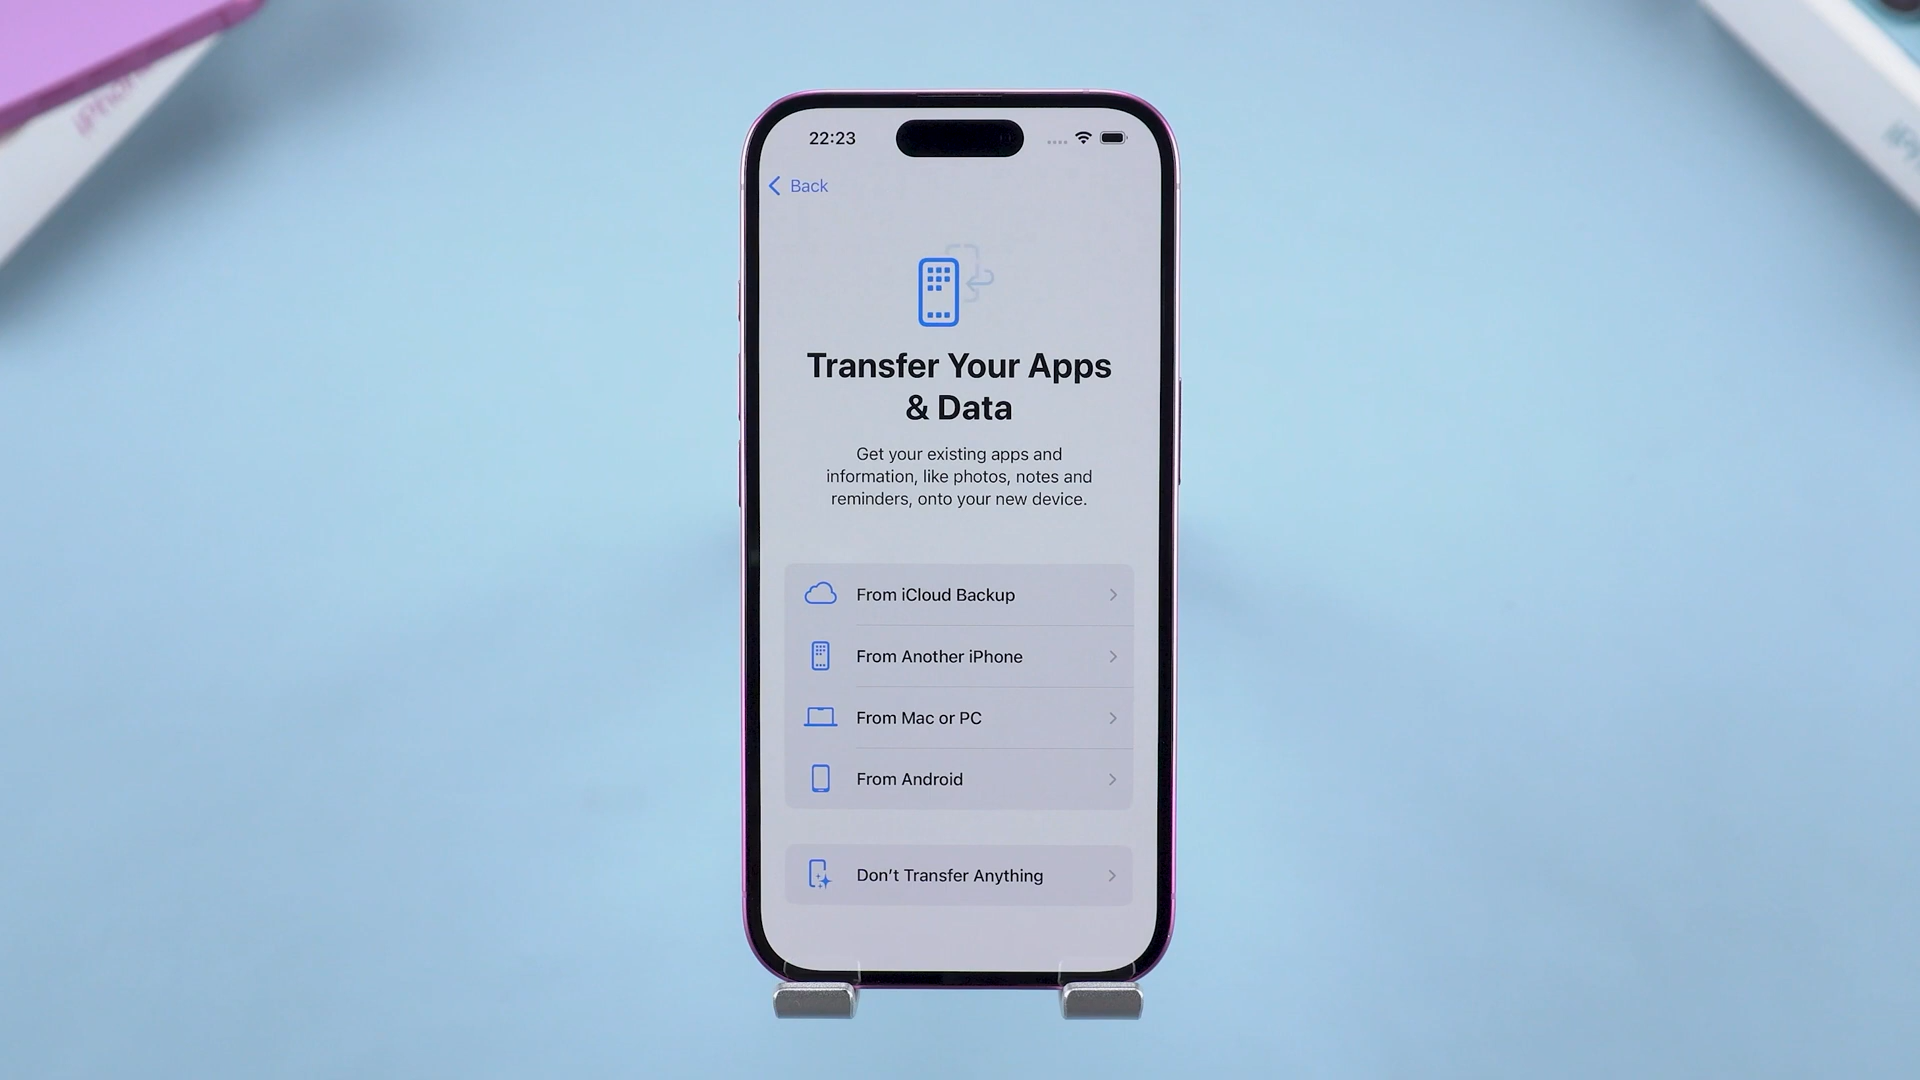 iPhone
22:23
Back
Transfer Your Apps
& Data
Get your existing apps and
information, like photos, notes and
reminders, onto your new device.
From iCloud Backup
From Another iPhone
From Mac or PC
From Android
Don't Transfer Anything